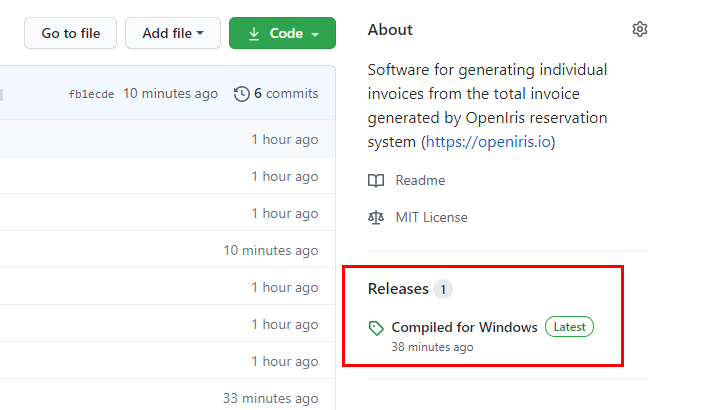 Go to file
Add file
Code
fb1ecde 10 minutes ago 6 commits
1 hour ago
1 hour ago
1 hour ago
10 minutes ago
1 hour ago
1 hour ago
1 hour ago
33 minutes ago
About
Software for generating individual
invoices from the total invoice
generated by OpenIris reservation
system (https://openiris.io)
Readme
MIT License
Releases 1
Compiled for Windows Latest
38 minutes ago